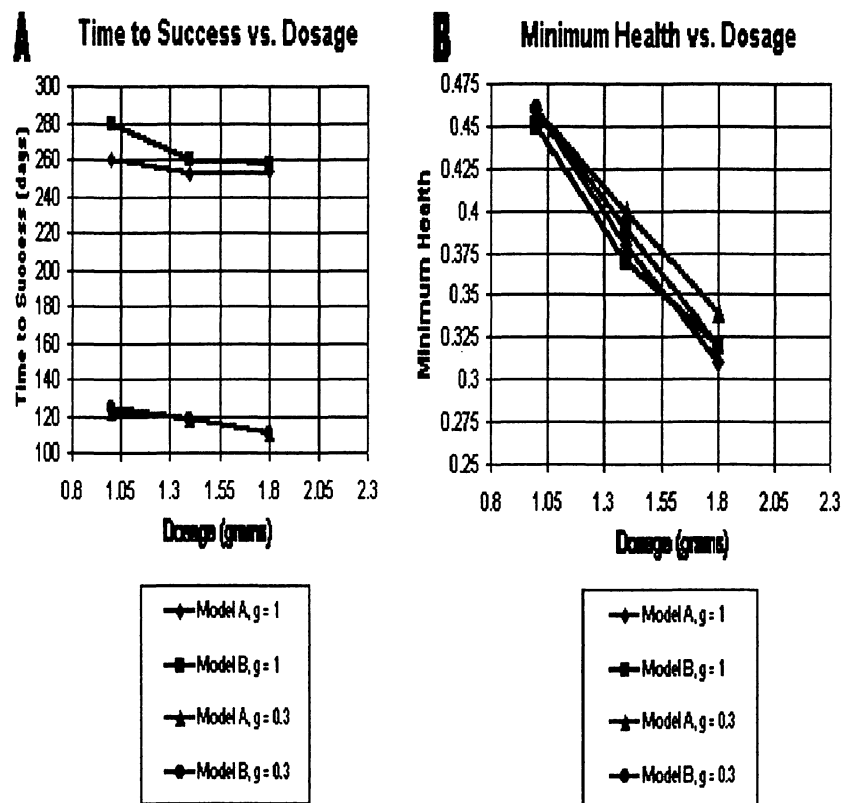 A Time to Success vs. Dosage
Time to Success (days)
300
280
260
240
220
200
180
160
140
120
100
0.8 1.05 1.3 1.55 1.8 2.05 2.3
Dosage (grams)
Model A, g = 1
Model B, g = 1
Model A, g = 0.3
Model B, g = 0.3
B Minimum Health vs. Dosage
Minimum Health
0.475
0.45
0.425
0.4
0.375
0.35
0.325
0.3
0.275
0.25
0.8 1.05 1.3 1.55 1.8 2.05 2.3
Dosage (grams)
Model A, g = 1
Model B, g = 1
Model A, g = 0.3
Model B, g = 0.3